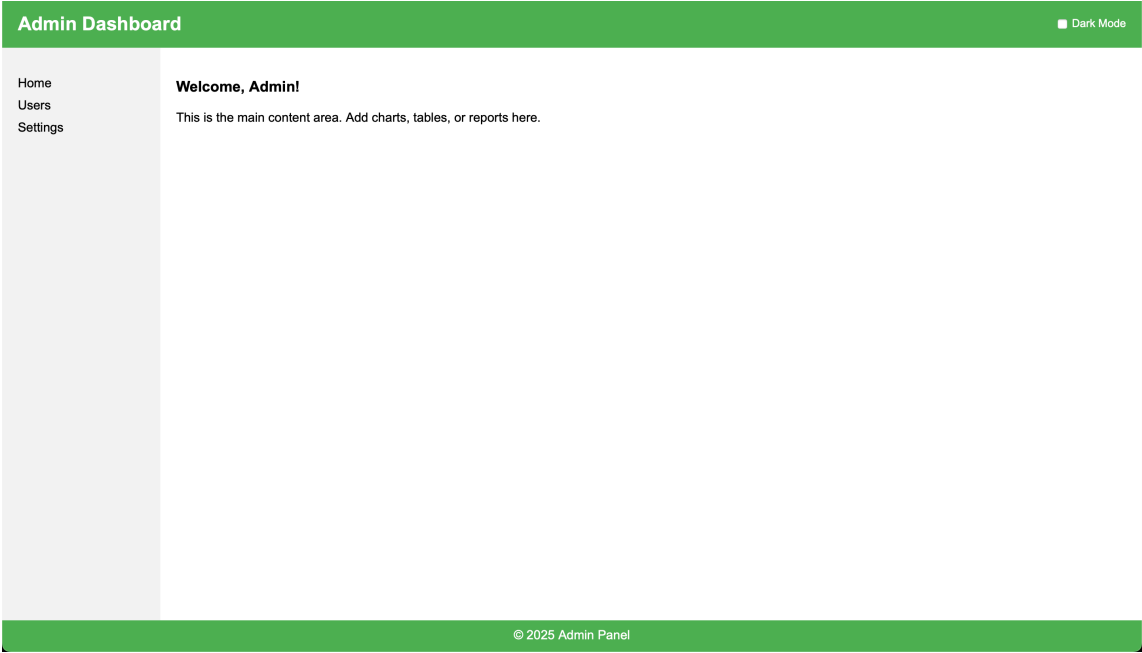 Admin Dashboard
Dark Mode
Home
Users
Settings
Welcome, Admin!
This is the main content area. Add charts, tables, or reports here.
© 2025 Admin Panel